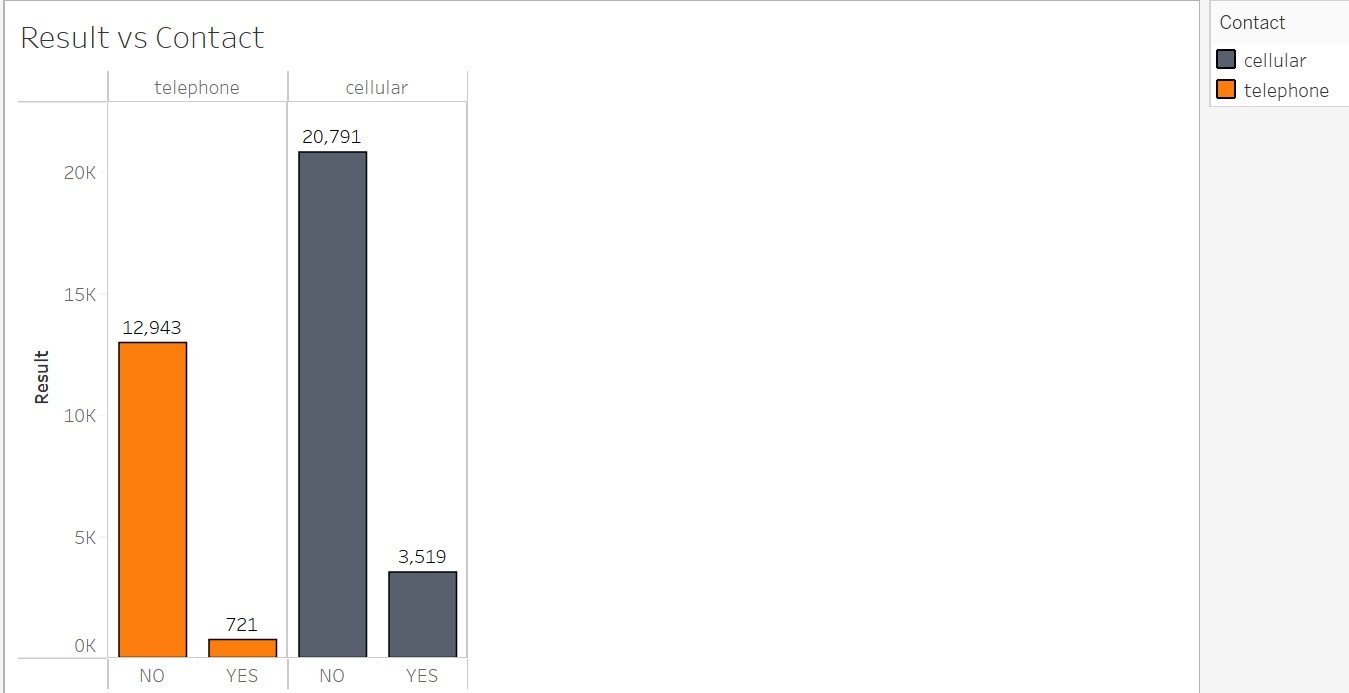 Result vs Contact
telephone cellular
20,791
20K
15K
12,943
Result
10K
5K
3,519
721
0K
NO YES NO YES
Contact
cellular
telephone